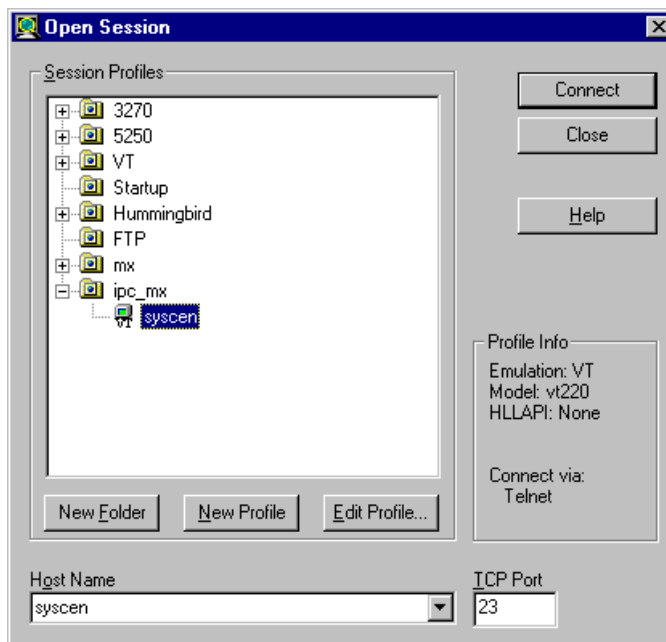 Open Session
Session Profiles
3270
5250
VT
Startup
Hummingbird
FTP
mx
ipc_mx
syscen
New Folder
New Profile
Edit Profile...
Connect
Close
Help
Profile Info
Emulation: VT
Model: vt220
HLLAPI: None
Connect via:
Telnet
Host Name
syscen
TCP Port
23